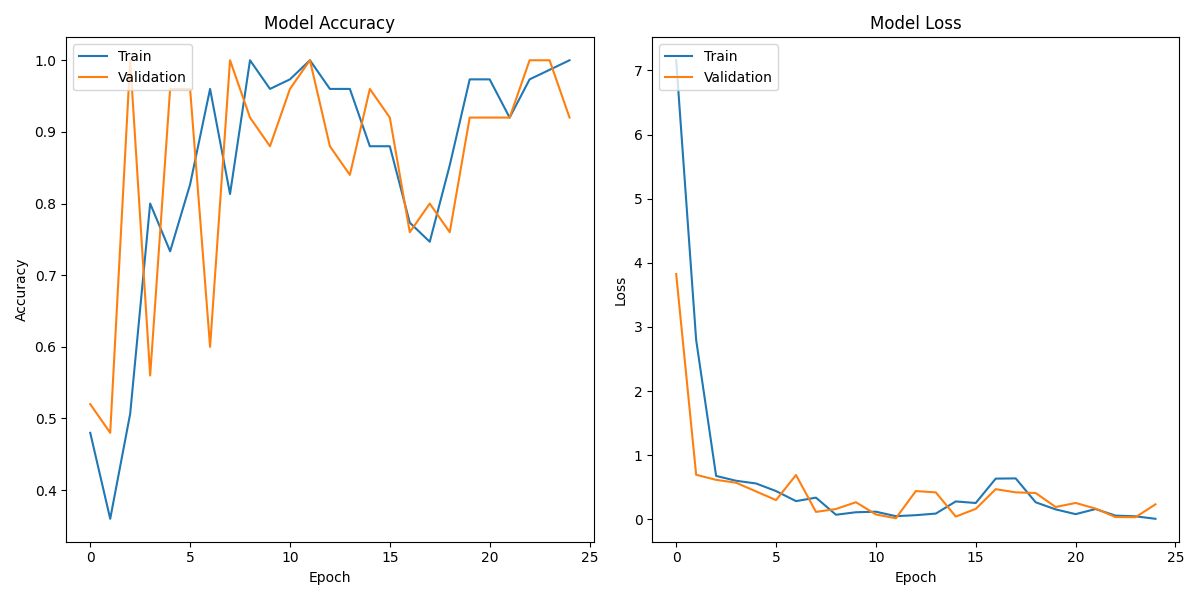 Model Accuracy
Train
Validation
1.0
0.9
0.8
0.7
0.6
0.5
0.4
Accuracy
0 5 10 15 20 25
Epoch
Model Loss
Train
Validation
7
6
5
4
3
2
1
0
Loss
0 5 10 15 20 25
Epoch